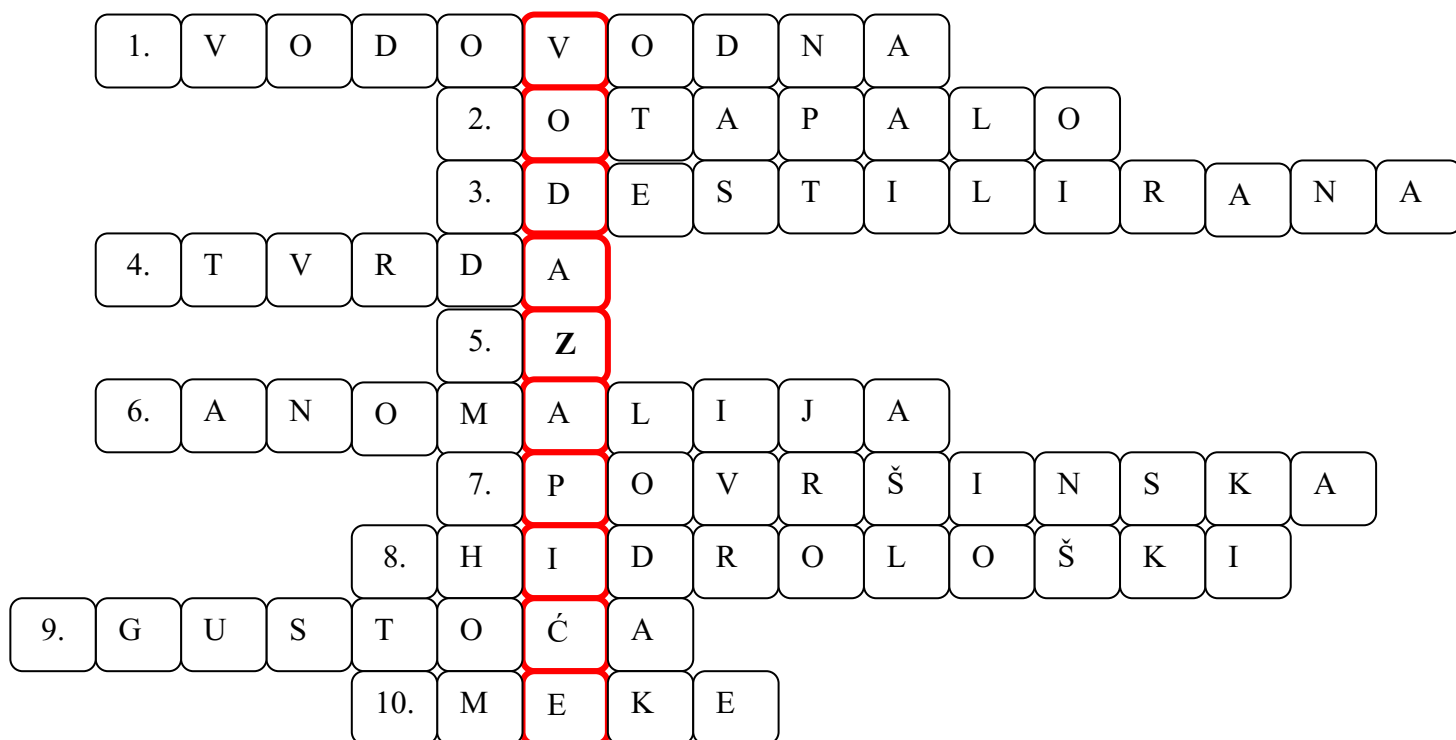 1. V O D O V O D N A
2. O T A P A L O
3. D E S T I L I R A N A
4. T V R D A
5. Z
6. A N O M A L I J A
7. P O V R Š I N S K A
8. H I D R O L O Š K I
9. G U S T O Ć A
10. M E K E